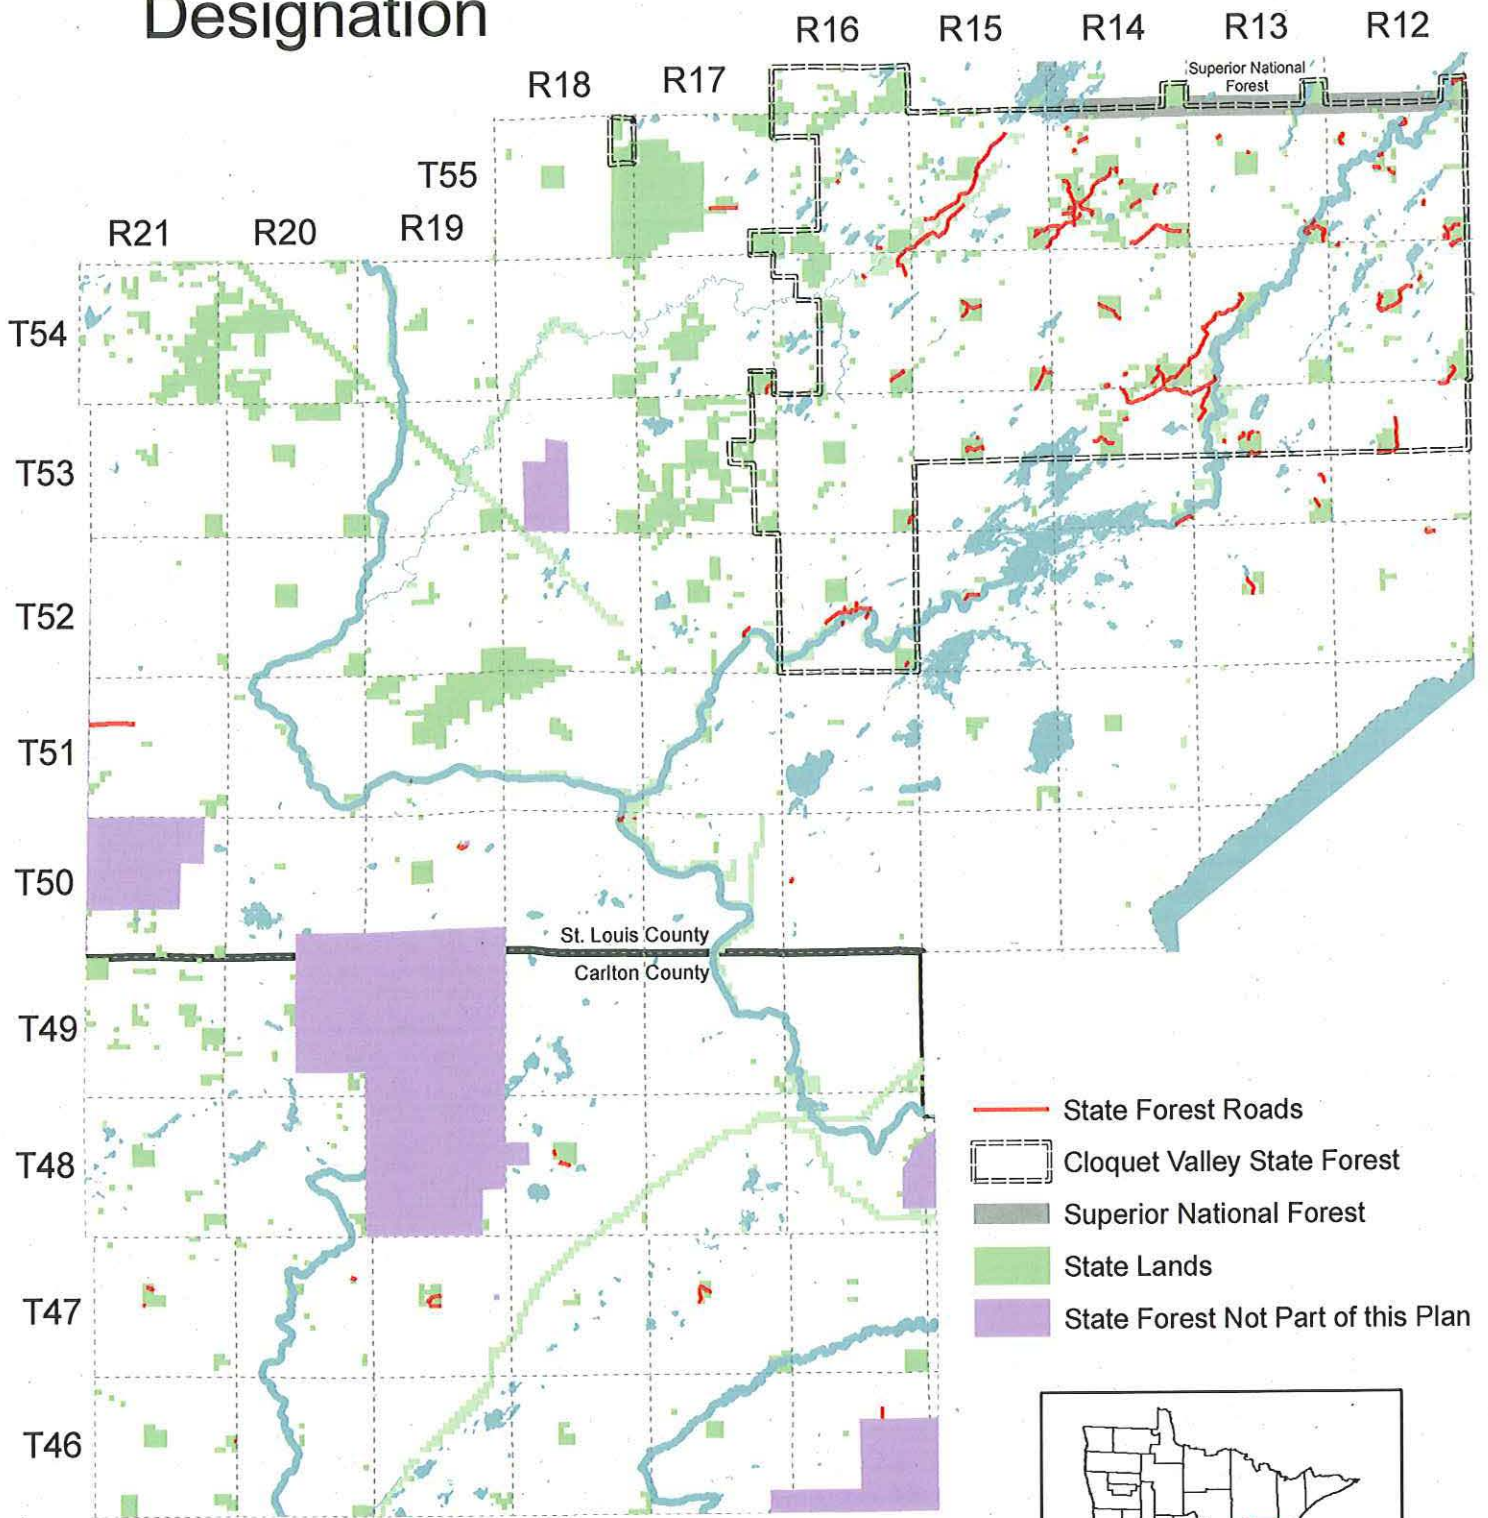 Designation
R16 R15 R14 R13 R12
R18 R17
Superior National
Forest
T55
R21 R20 R19
T54
T53
T52
T51
T50
St. Louis County
Carlton County
T49
T48
T47
T46
State Forest Roads
Cloquet Valley State Forest
Superior National Forest
State Lands
State Forest Not Part of this Plan